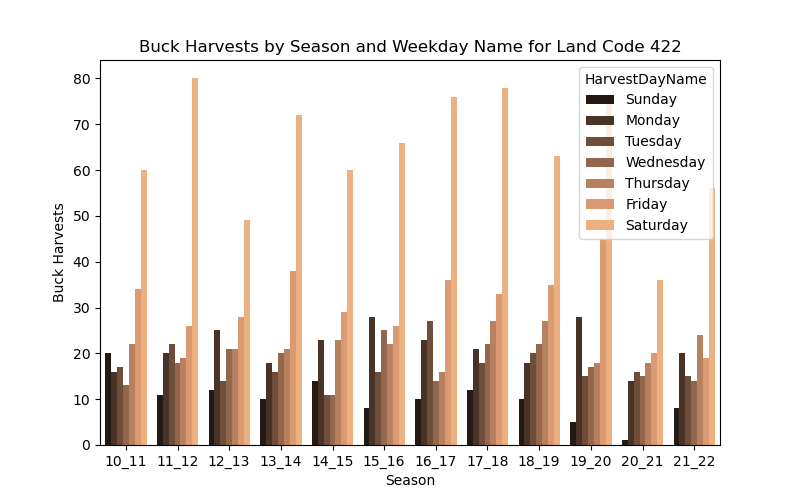 Buck Harvests by Season and Weekday Name for Land Code 422
HarvestDayName
Sunday
Monday
Tuesday
Wednesday
Thursday
Friday
Saturday
Buck Harvests
80
70
60
50
40
30
20
10
0
10_11 11_12 12_13 13_14 14_15 15_16 16_17 17_18 18_19 19_20 20_21 21_22
Season